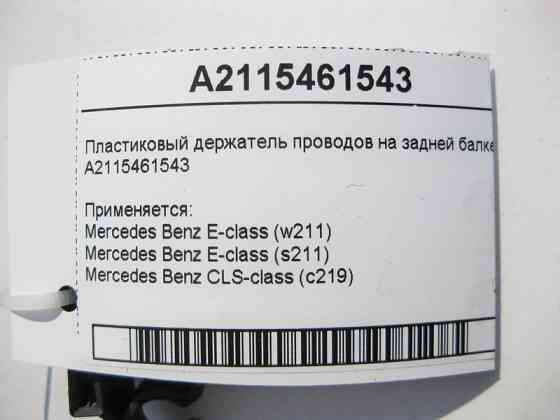 A2115461543
Пластиковый держатель проводов на задней балке
A2115461543
Применяется:
Mercedes Benz E-class (w211)
Mercedes Benz E-class (s211)
Mercedes Benz CLS-class (c219)